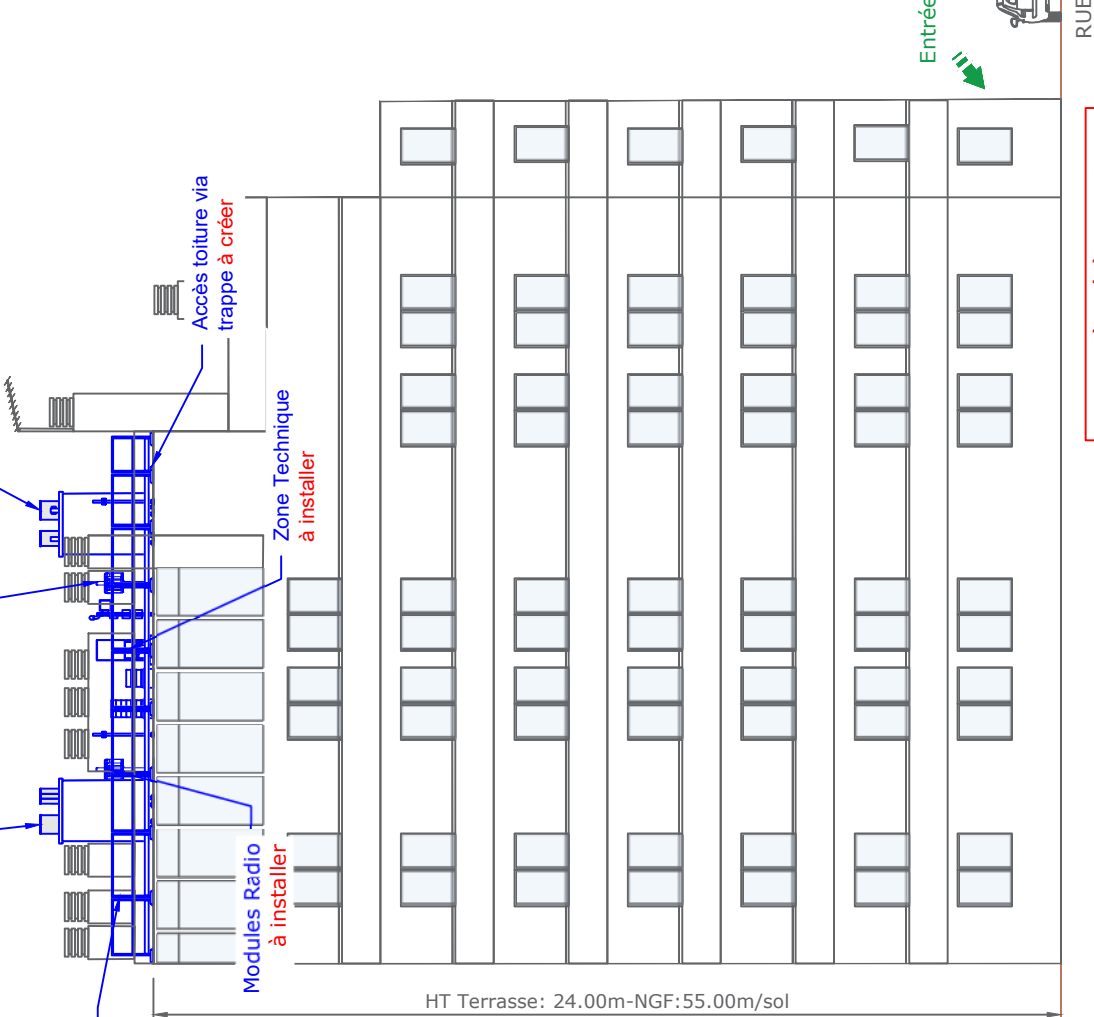 Entrée
RUE
Accès toiture via
trappe à créer
Zone Technique
à installer
Modules Radio
à installer
HT Terrasse: 24.00m-NGF:55.00m/sol